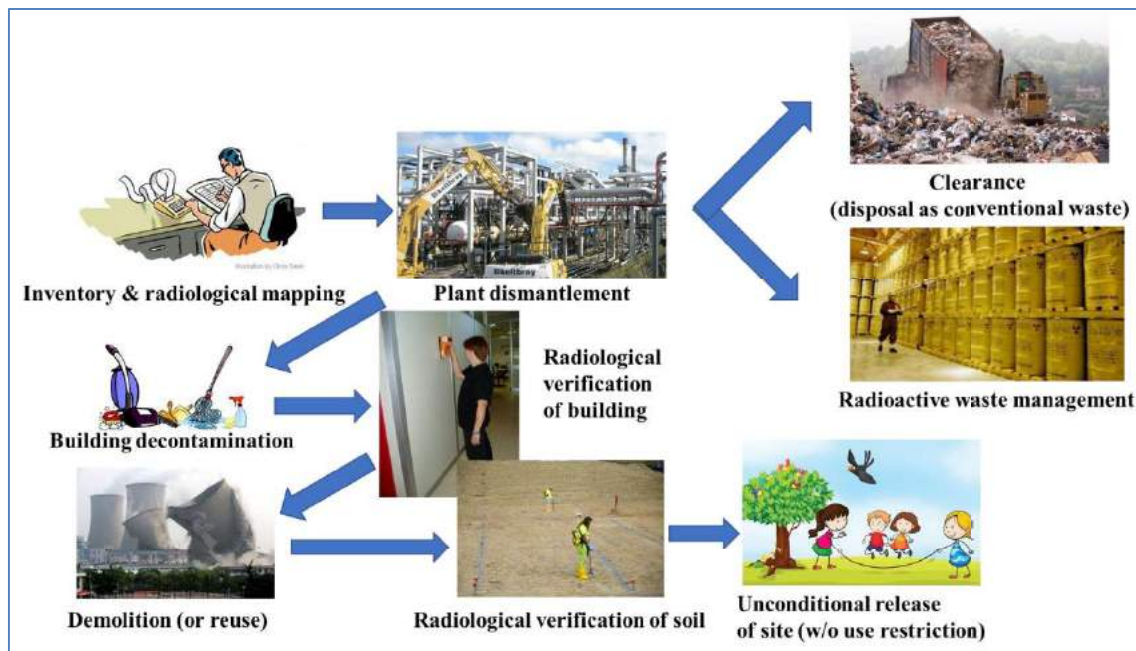 Clearance
(disposal as conventional waste)
Inventory & radiological mapping
Plant dismantlement
Radioactive waste management
Radiological
verification
of building
Building decontamination
Demolition (or reuse)
Radiological verification of soil
Unconditional release
of site (w/o use restriction)